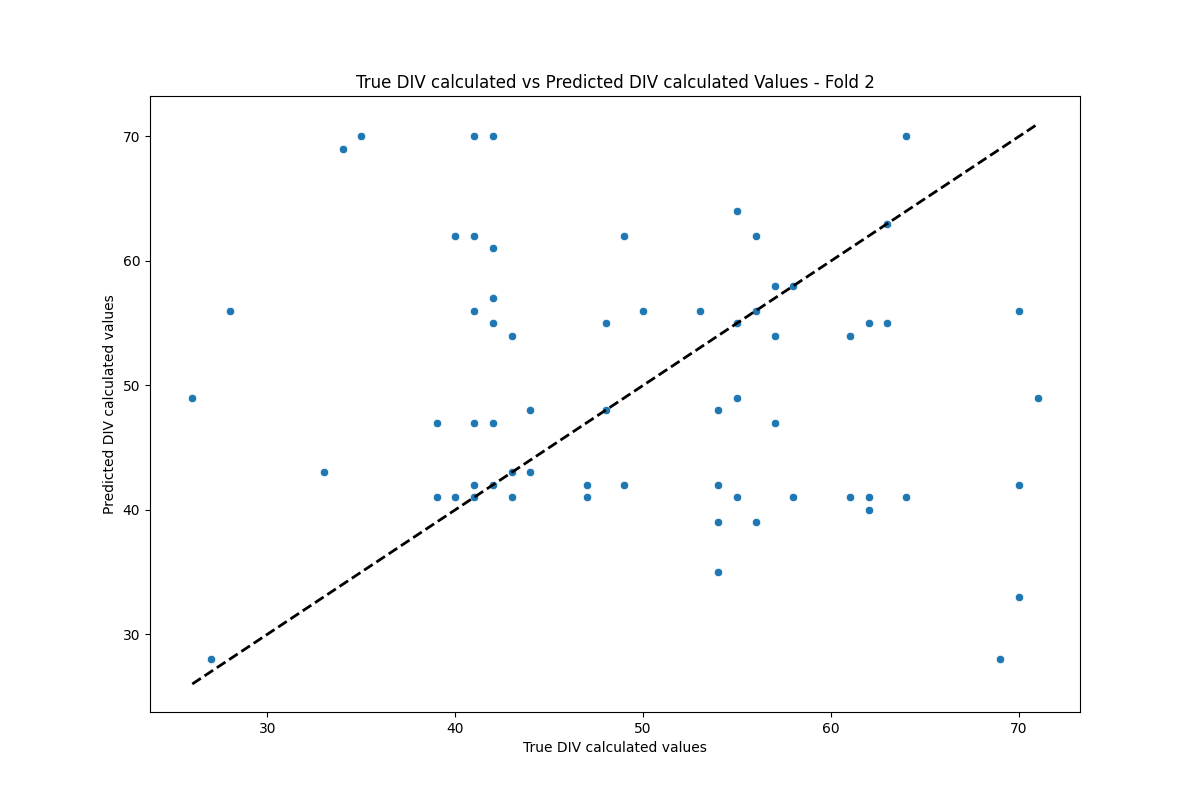 True DIV calculated vs Predicted DIV calculated Values - Fold 2
Predicted DIV calculated values
70
60
50
40
30
30 40 50 60 70
True DIV calculated values